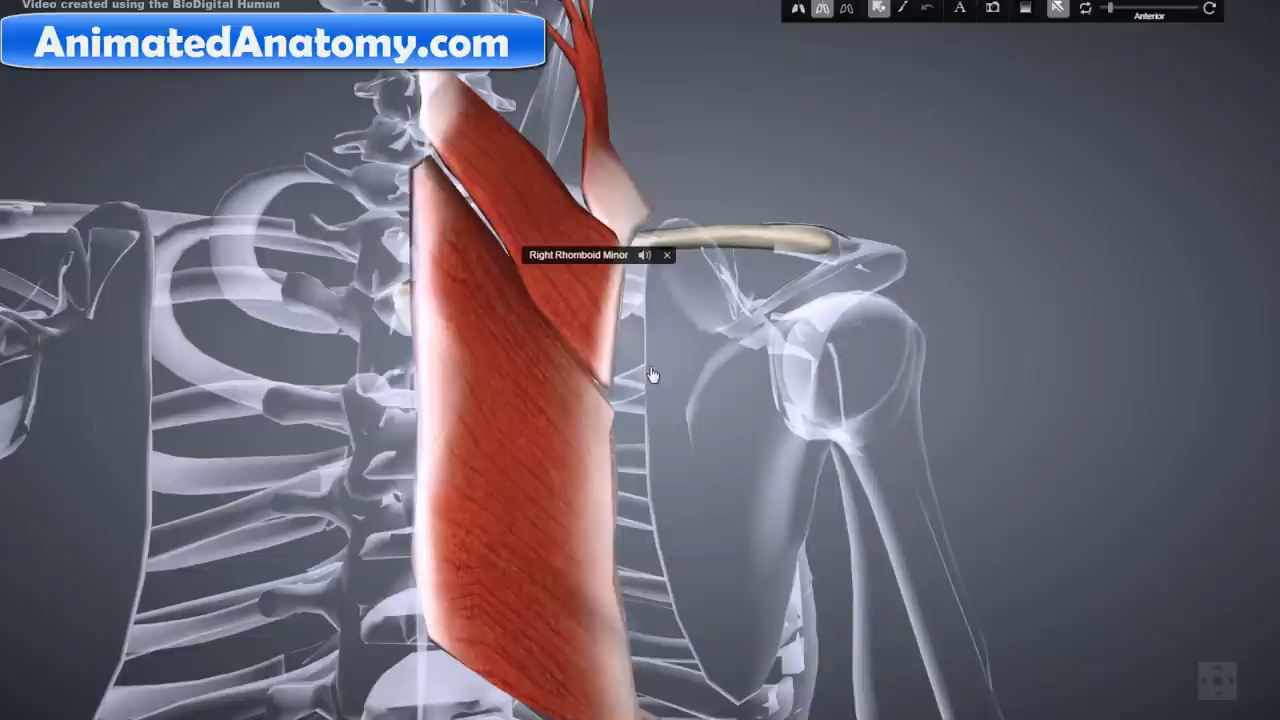 Video created using the BioDigital Human
AnimatedAnatomy.com
A
Anterior
Right Rhomboid Minor